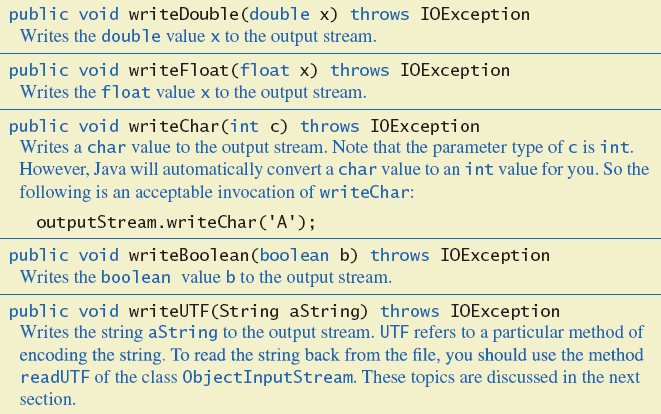 public void writeDouble(double x) throws IOException
Writes the double value x to the output stream.
public void writeFloat(float x) throws IOException
Writes the float value x to the output stream.
public void writeChar(int c) throws IOException
Writes a char value to the output stream. Note that the parameter type of c is int.
However, Java will automatically convert a char value to an int value for you. So the
following is an acceptable invocation of writeChar:
outputStream.writeChar('A');
public void writeBoolean(boolean b) throws IOException
Writes the boolean value b to the output stream.
public void writeUTF(String aString) throws IOException
Writes the string aString to the output stream. UTF refers to a particular method of
encoding the string. To read the string back from the file, you should use the method
readUTF of the class ObjectInputStream. These topics are discussed in the next
section.